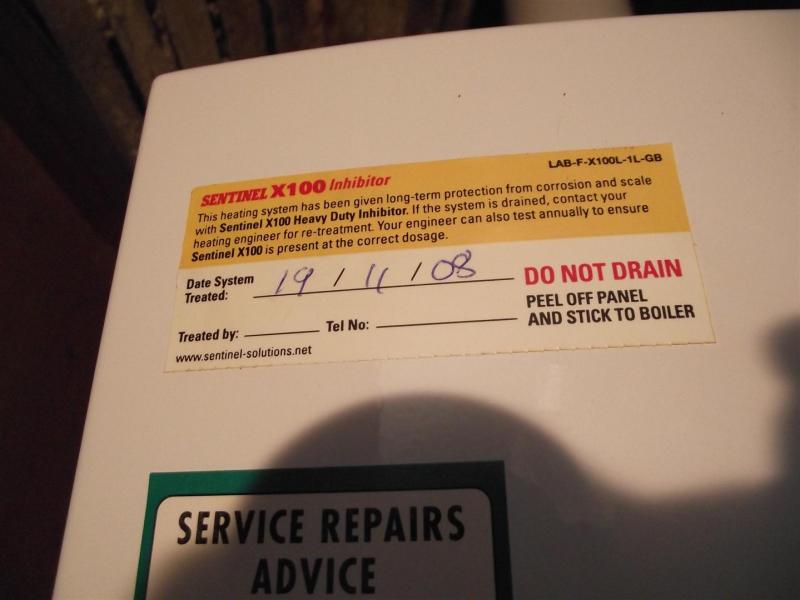 SENTINEL X100 Inhibitor
LAB-F-X100L-1L-GB
This heating system has been given long-term protection from corrosion and scale
with Sentinel X100 Heavy Duty Inhibitor. If the system is drained, contact your
heating engineer for re-treatment. Your engineer can also test annually to ensure
Sentinel X100 is present at the correct dosage.
Date System
Treated: 19 / 11 / 08
DO NOT DRAIN
PEEL OFF PANEL
AND STICK TO BOILER
Treated by: Tel No:
www.sentinel-solutions.net
SERVICE REPAIRS
ADVICE